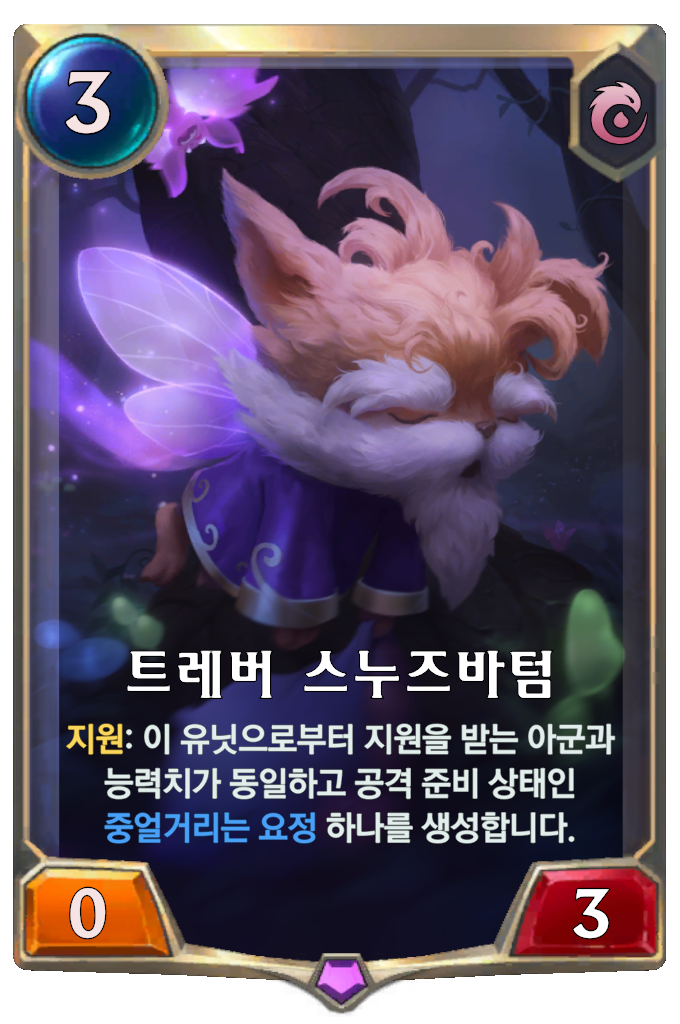 3
트레버 스누즈바텀
지원: 이 유닛으로부터 지원을 받는 아군과
능력치가 동일하고 공격 준비 상태인
중얼거리는 요정 하나를 생성합니다.
0
3